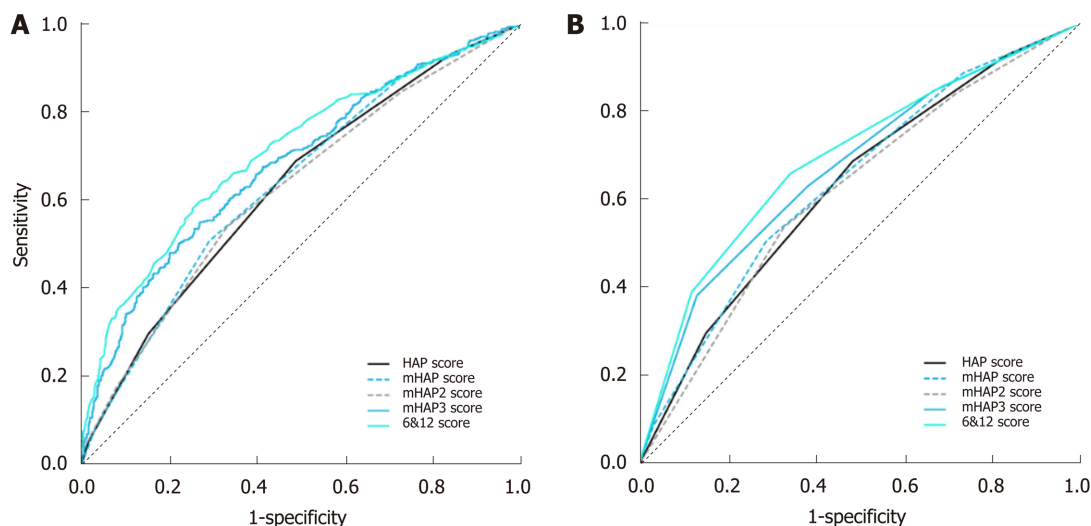 A
1.0
0.8
0.6
0.4
0.2
0.0
Sensitivity
HAP score
mHAP score
mHAP2 score
mHAP3 score
6&12 score
0.0 0.2 0.4 0.6 0.8 1.0
1-specificity
B
1.0
0.8
0.6
0.4
0.2
0.0
HAP score
mHAP score
mHAP2 score
mHAP3 score
6&12 score
0.0 0.2 0.4 0.6 0.8 1.0
1-specificity